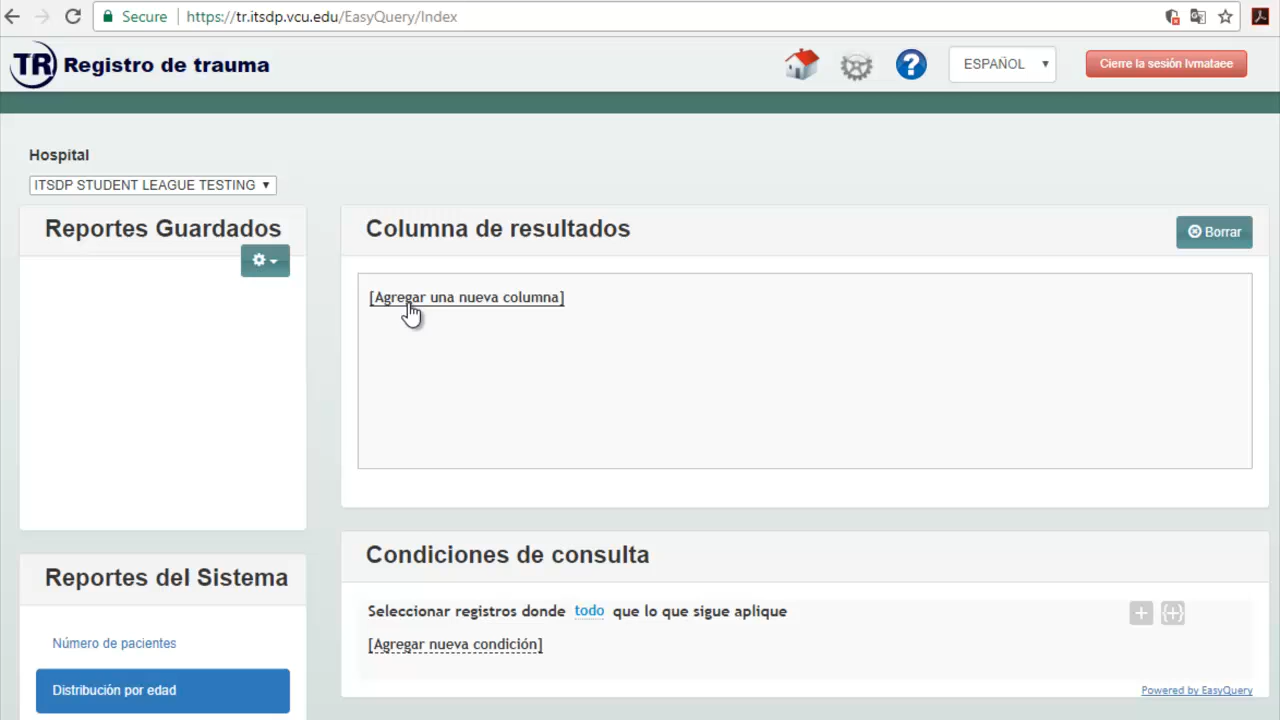 Secure https://tr.itsdp.vcu.edu/EasyQuery/Index
TR Registro de trauma
ESPAÑOL
Cierre la sesión lvmataee
Hospital
ITSDP STUDENT LEAGUE TESTING
Reportes Guardados
Columna de resultados
Borrar
[Agregar una nueva columna]
Condiciones de consulta
Seleccionar registros donde todo que lo que sigue aplique
[Agregar nueva condición]
Powered by EasyQuery
Reportes del Sistema
Número de pacientes
Distribución por edad